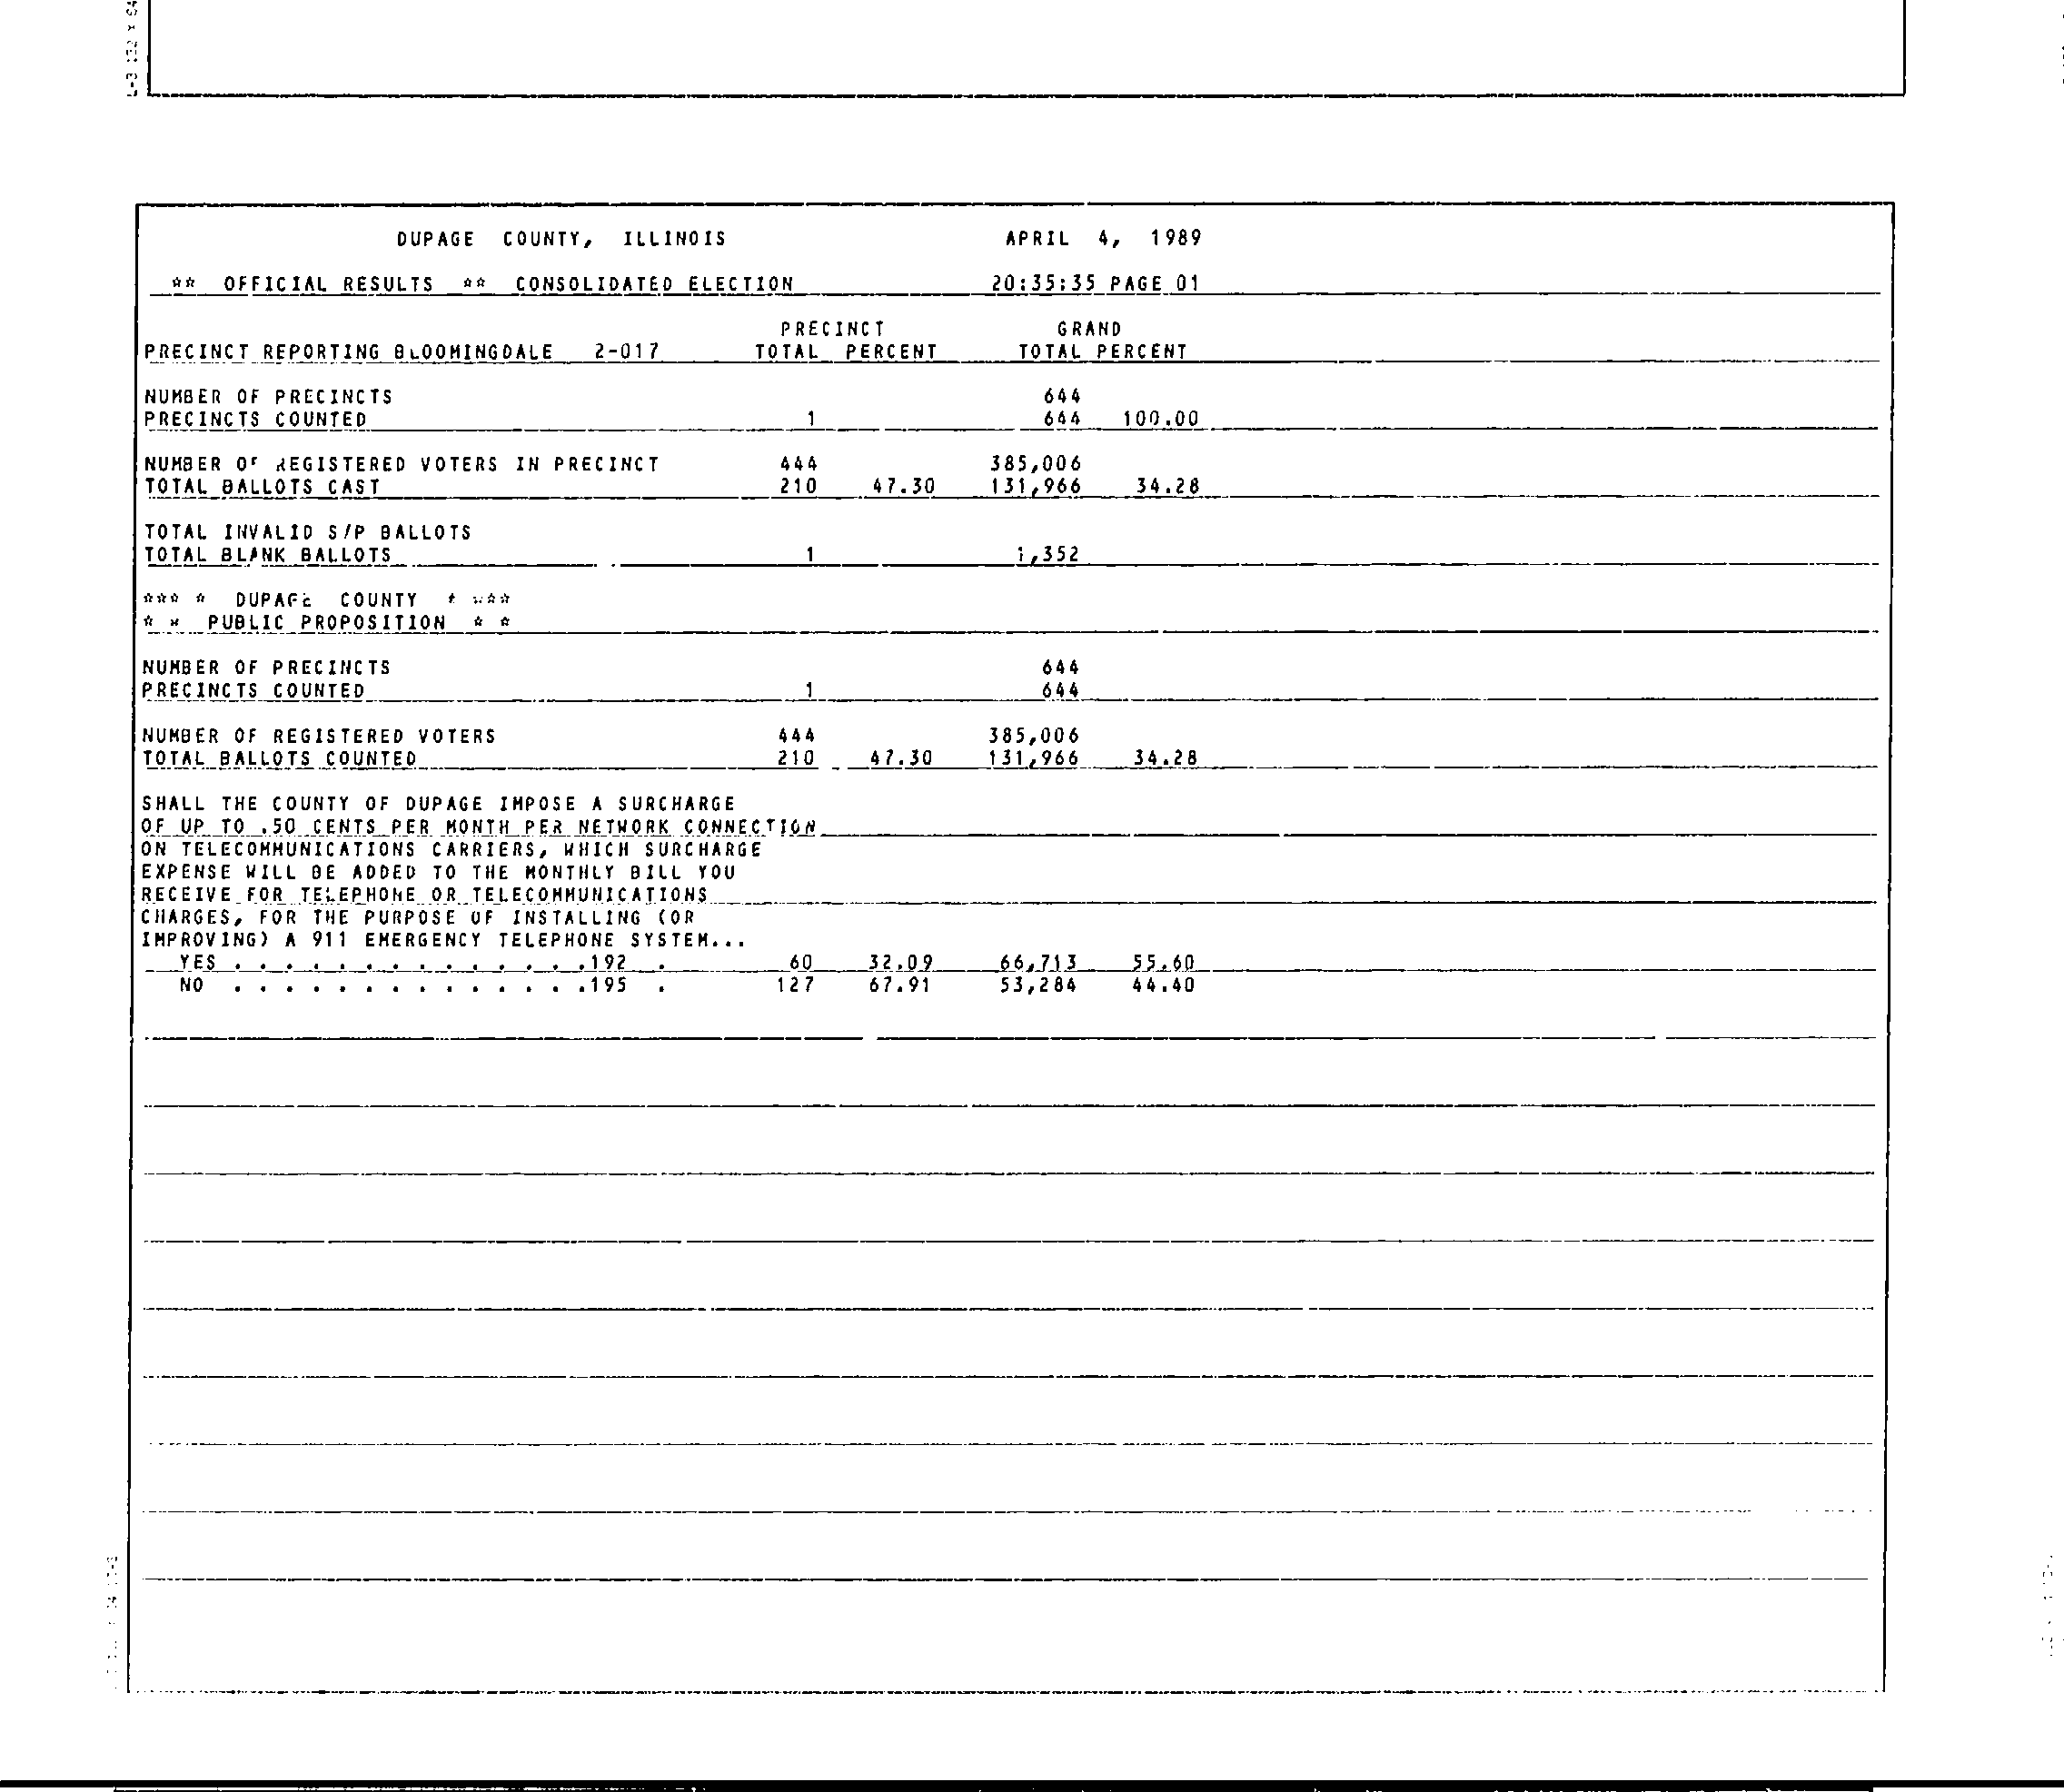 DUPAGE COUNTY, ILLINOIS APRIL 4, 1989
** OFFICIAL RESULTS ** CONSOLIDATED ELECTION 20:35:35 PAGE 01
PRECINCT GRAND
PRECINCT REPORTING BLOOMINGDALE 2-017 TOTAL PERCENT TOTAL PERCENT
NUMBER OF PRECINCTS 644
PRECINCTS COUNTED 1 644 100.00
NUMBER OF REGISTERED VOTERS IN PRECINCT 444 385,006
TOTAL BALLOTS CAST 210 47.30 131,966 34.28
TOTAL INVALID S/P BALLOTS
TOTAL BLANK BALLOTS 1 1,352
*** * DUPAGE COUNTY * ***
* * PUBLIC PROPOSITION * *
NUMBER OF PRECINCTS 644
PRECINCTS COUNTED 1 644
NUMBER OF REGISTERED VOTERS 444 385,006
TOTAL BALLOTS COUNTED 210 47.30 131,966 34.28
SHALL THE COUNTY OF DUPAGE IMPOSE A SURCHARGE
OF UP TO .50 CENTS PER MONTH PER NETWORK CONNECTION
ON TELECOMMUNICATIONS CARRIERS, WHICH SURCHARGE
EXPENSE WILL BE ADDED TO THE MONTHLY BILL YOU
RECEIVE FOR TELEPHONE OR TELECOMMUNICATIONS
CHARGES, FOR THE PURPOSE OF INSTALLING (OR
IMPROVING) A 911 EMERGENCY TELEPHONE SYSTEM...
YES . . . . . . . . . . . . . .192 . 60 32.09 66,713 55.60
NO . . . . . . . . . . . . . .195 . 127 67.91 53,284 44.40